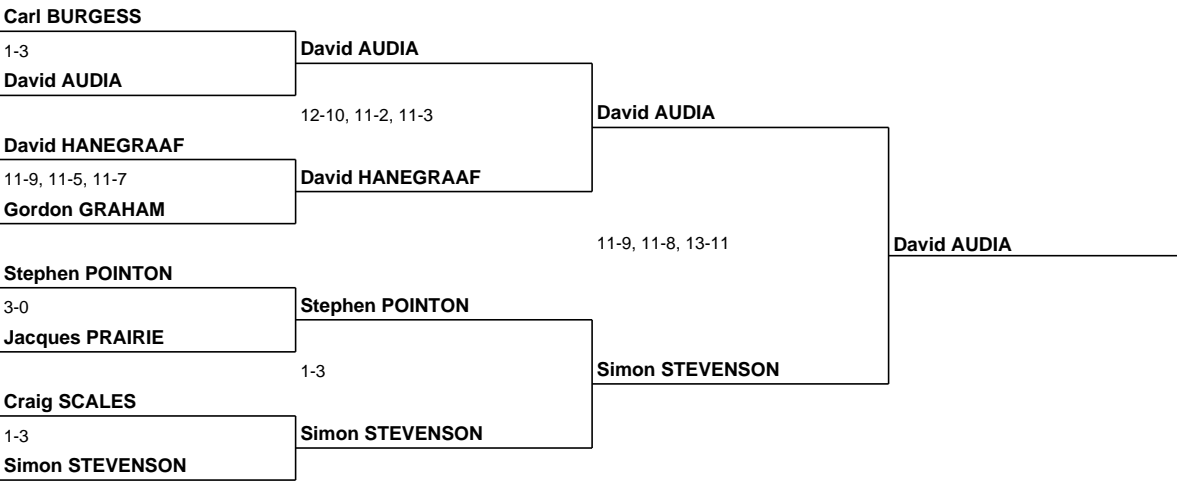 Carl BURGESS
1-3
David AUDIA
David AUDIA
12-10, 11-2, 11-3
David AUDIA
David HANEGRAAF
11-9, 11-5, 11-7
David HANEGRAAF
Gordon GRAHAM
11-9, 11-8, 13-11
David AUDIA
Stephen POINTON
3-0
Stephen POINTON
Jacques PRAIRIE
1-3
Simon STEVENSON
Craig SCALES
1-3
Simon STEVENSON
Simon STEVENSON